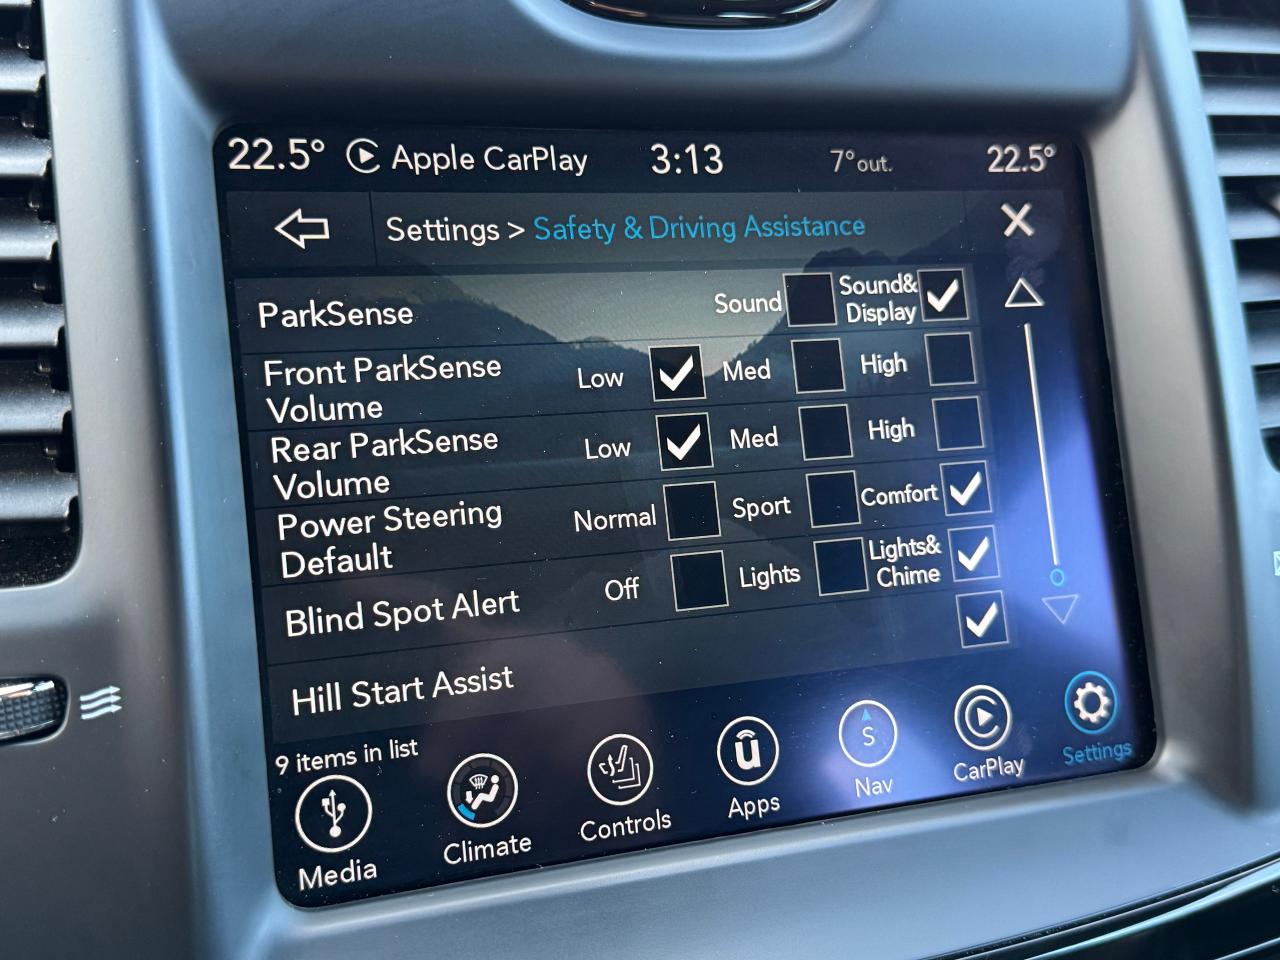 22.5° Apple CarPlay 3:13 7°out. 22.5°
Settings > Safety & Driving Assistance X
ParkSense Sound Sound&
Display
Front ParkSense
Volume Low Med High
Rear ParkSense
Volume Low Med High
Power Steering
Default Normal Sport Comfort
Blind Spot Alert Off Lights Lights&
Chime
Hill Start Assist
9 items in list
Media Climate Controls Apps S Nav CarPlay Settings